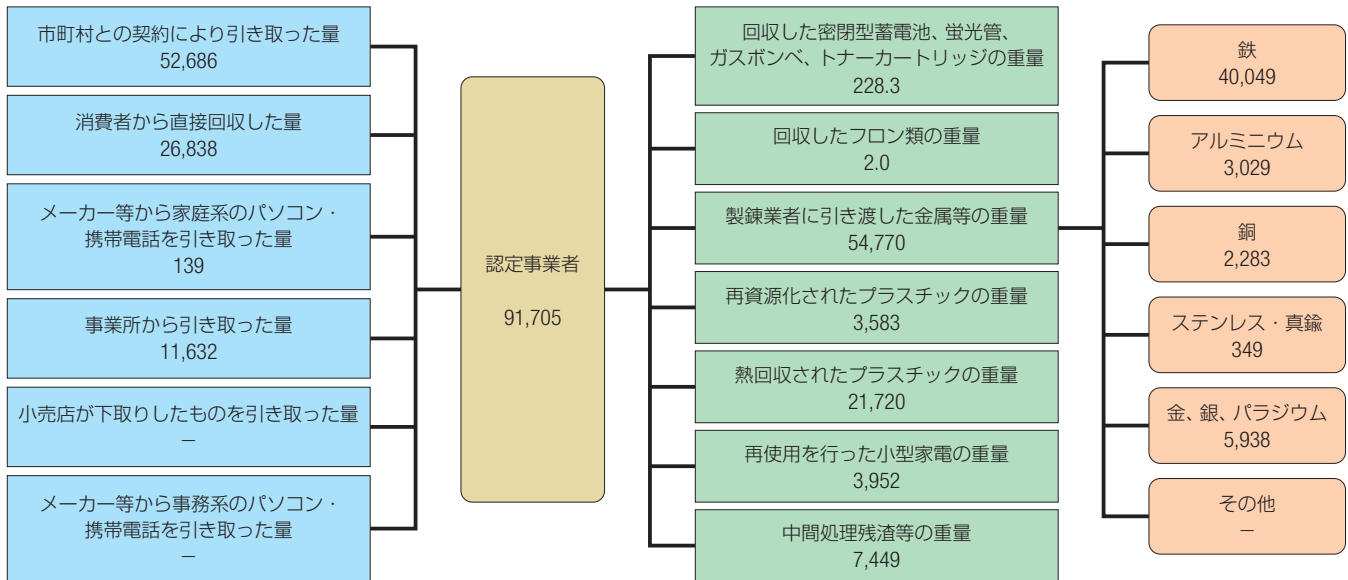 市町村との契約により引き取った量
52,686
消費者から直接回収した量
26,838
メーカー等から家庭系のパソコン・
携帯電話を引き取った量
139
事業所から引き取った量
11,632
小売店が下取りしたものを引き取った量
－
メーカー等から事務系のパソコン・
携帯電話を引き取った量
－
認定事業者
91,705
回収した密閉型蓄電池、蛍光管、
ガスボンベ、トナーカートリッジの重量
228.3
回収したフロン類の重量
2.0
製錬業者に引き渡した金属等の重量
54,770
再資源化されたプラスチックの重量
3,583
熱回収されたプラスチックの重量
21,720
再使用を行った小型家電の重量
3,952
中間処理残渣等の重量
7,449
鉄
40,049
アルミニウム
3,029
銅
2,283
ステンレス・真鍮
349
金、銀、パラジウム
5,938
その他
－